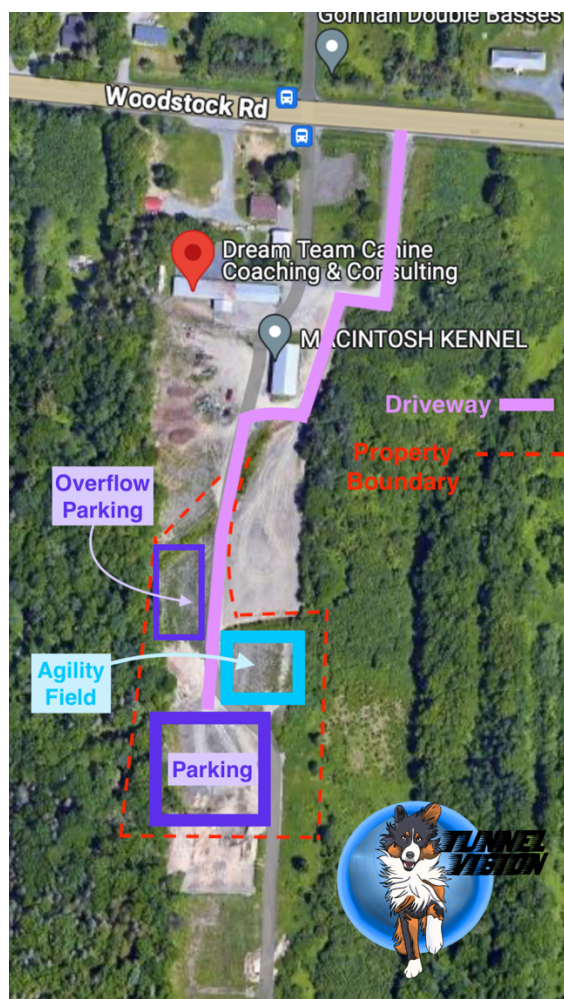 Gorman Double Basses
Woodstock Rd
Dream Team Canine
Coaching & Consulting
MACINTOSH KENNEL
Driveway
Property
Boundary
Overflow
Parking
Agility
Field
Parking
TUNNEL
VISION